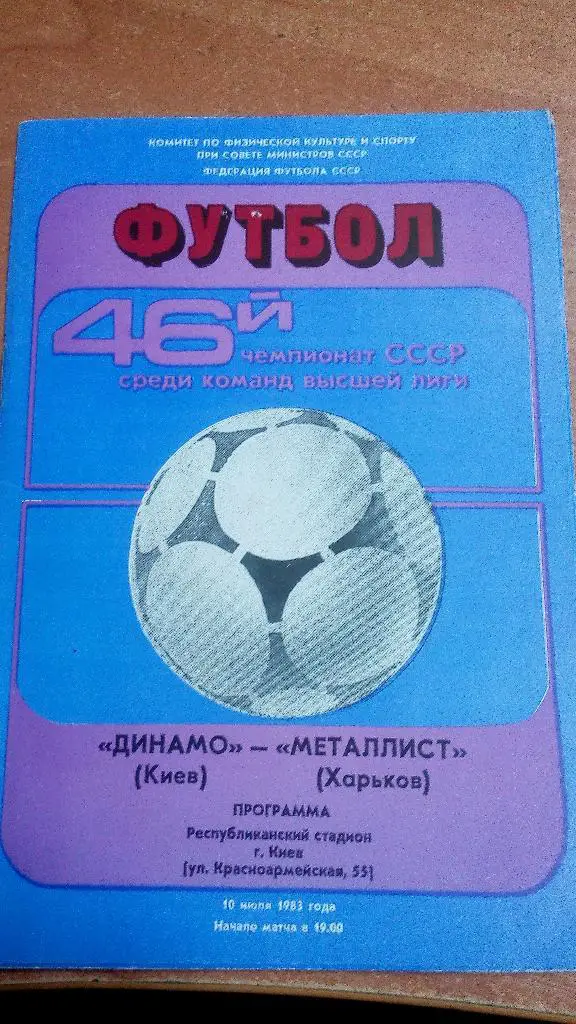 КОМИТЕТ ПО ФИЗИЧЕСКОЙ КУЛЬТУРЕ И СПОРТУ
ПРИ СОВЕТЕ МИНИСТРОВ СССР
ФЕДЕРАЦИЯ ФУТБОЛА СССР
ФУТБОЛ
46й
чемпионат СССР
среди команд высшей лиги
«ДИНАМО» — «МЕТАЛЛИСТ»
(Киев) (Харьков)
ПРОГРАММА
Республиканский стадион
г. Киев
[ул. Красноармейская, 55]
10 июля 1983 года
Начало матча в 19.00